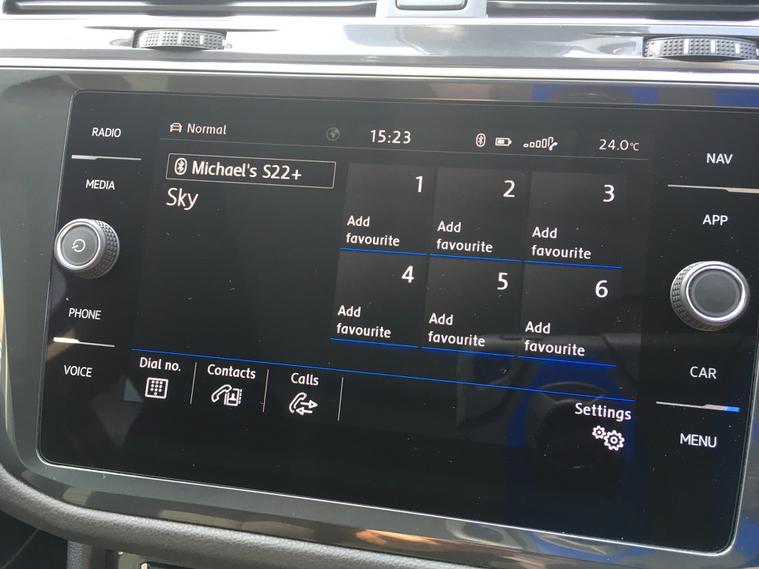 RADIO
MEDIA
PHONE
VOICE
Normal
15:23
24.0°C
Michael's S22+
Sky
1
Add
favourite
2
Add
favourite
3
Add
favourite
4
Add
favourite
5
Add
favourite
6
Add
favourite
Dial no.
Contacts
Calls
Settings
NAV
APP
CAR
MENU